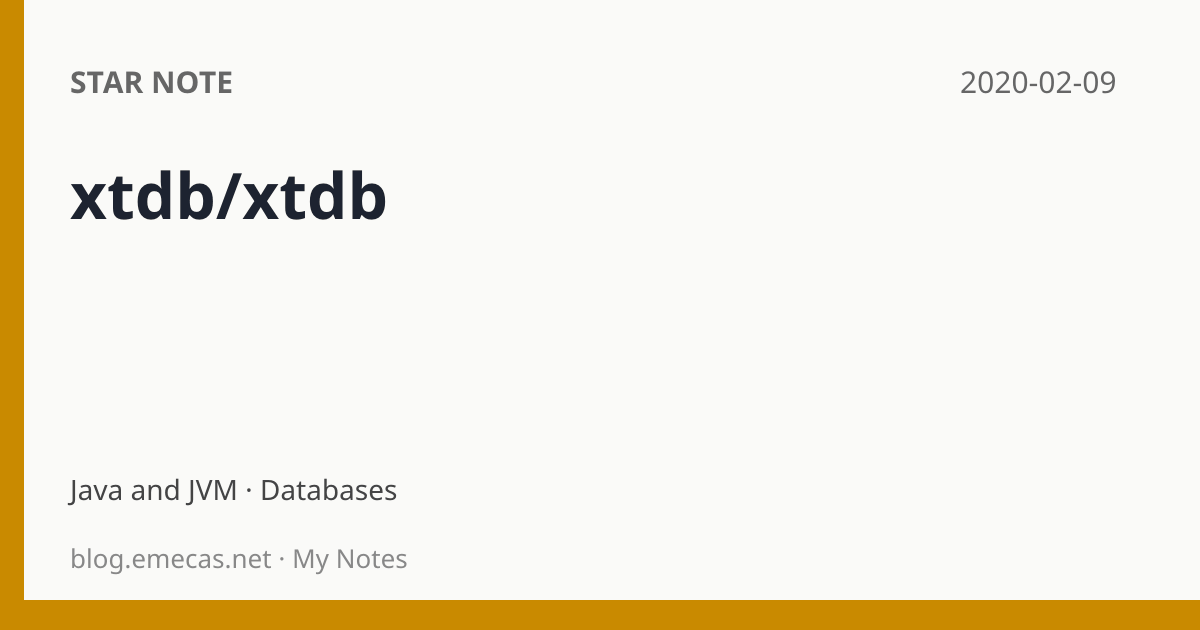 STAR NOTE 2020-02-09
xtdb/xtdb
Java and JVM · Databases
blog.emecas.net · My Notes